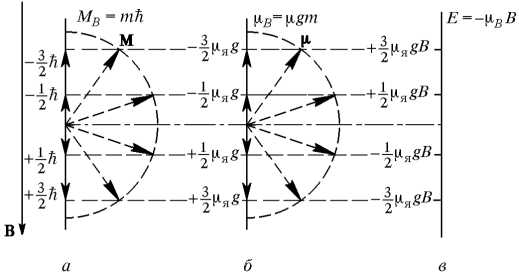 M_B = mħ
μ_B = μgm
E = −μ_B B
M
μ
−3/2 ħ
−3/2 μ_я g
+3/2 μ_я gB
−1/2 ħ
−1/2 μ_я g
+1/2 μ_я gB
+1/2 ħ
+1/2 μ_я g
−1/2 μ_я gB
+3/2 ħ
+3/2 μ_я g
−3/2 μ_я gB
B
а
б
в